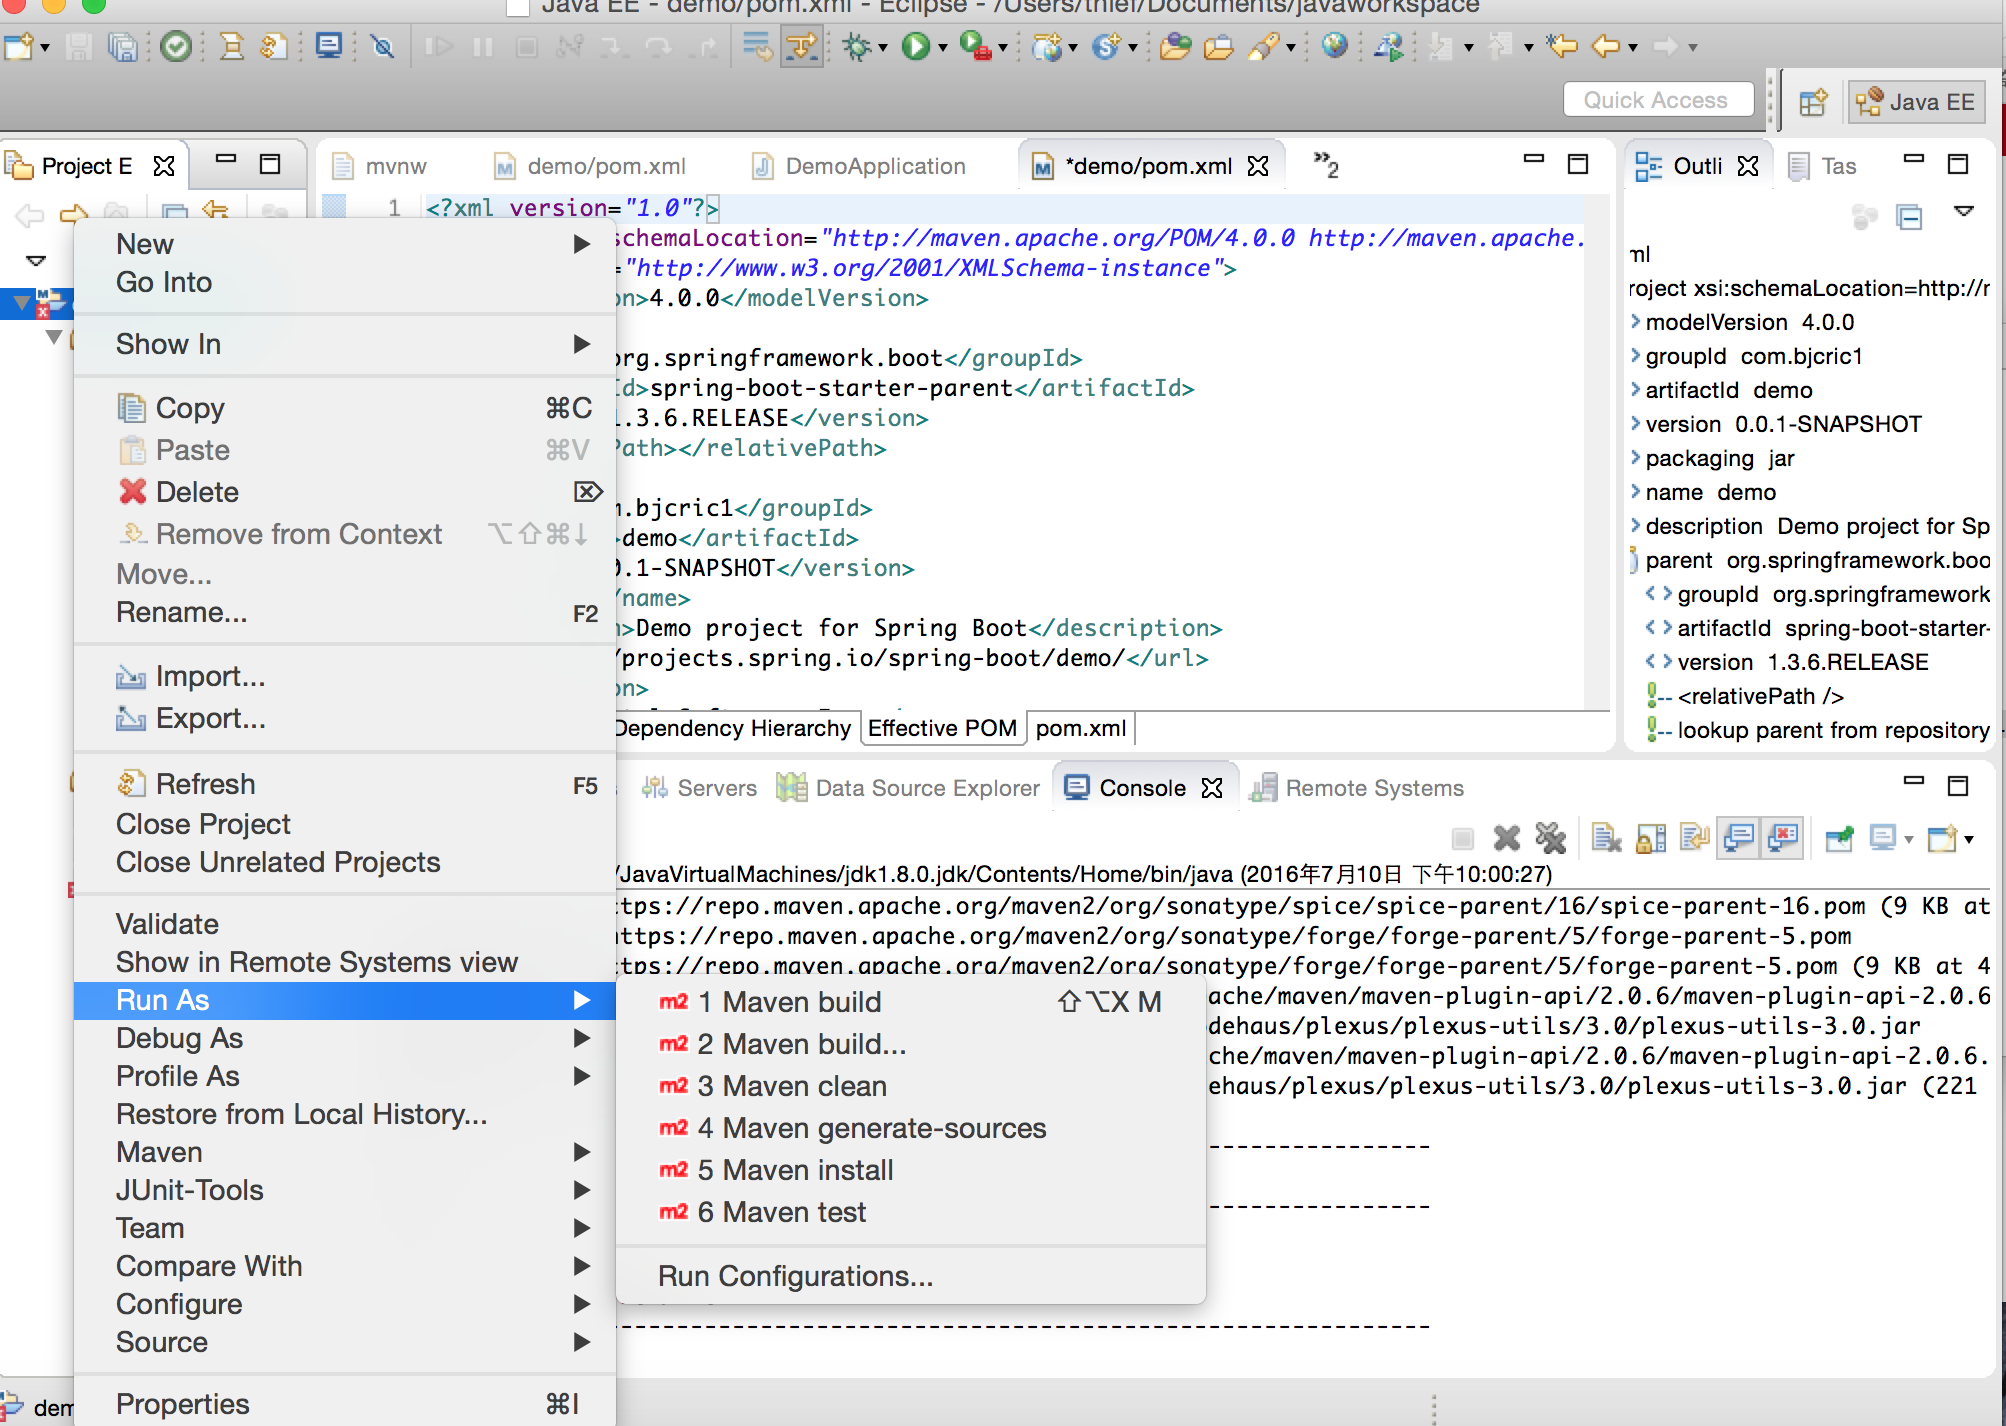 Java EE - demo/pom.xml - Eclipse - /Users/thief/Documents/javaworkspace
Quick Access
Java EE
Project E
mvnw
demo/pom.xml
DemoApplication
*demo/pom.xml
»2
Outli
Tas
1 <?xml version="1.0"?>
schemaLocation="http://maven.apache.org/POM/4.0.0 http://maven.apache.
="http://www.w3.org/2001/XMLSchema-instance">
on>4.0.0</modelVersion>
org.springframework.boot</groupId>
Id>spring-boot-starter-parent</artifactId>
1.3.6.RELEASE</version>
Path></relativePath>
m.bjcric1</groupId>
>demo</artifactId>
0.1-SNAPSHOT</version>
/name>
n>Demo project for Spring Boot</description>
/projects.spring.io/spring-boot/demo/</url>
on>
Dependency Hierarchy
Effective POM
pom.xml
ml
roject xsi:schemaLocation=http://r
modelVersion 4.0.0
groupId com.bjcric1
artifactId demo
version 0.0.1-SNAPSHOT
packaging jar
name demo
description Demo project for Sp
parent org.springframework.boo
<> groupId org.springframework
<> artifactId spring-boot-starter-
<> version 1.3.6.RELEASE
!-- <relativePath />
!-- lookup parent from repository
New
Go Into
Show In
Copy ⌘C
Paste ⌘V
Delete ⌦
Remove from Context ⌥⇧⌘↓
Move...
Rename... F2
Import...
Export...
Refresh F5
Close Project
Close Unrelated Projects
Validate
Show in Remote Systems view
Run As
Debug As
Profile As
Restore from Local History...
Maven
JUnit-Tools
Team
Compare With
Configure
Source
Properties ⌘I
m2 1 Maven build ⇧⌥X M
m2 2 Maven build...
m2 3 Maven clean
m2 4 Maven generate-sources
m2 5 Maven install
m2 6 Maven test
Run Configurations...
Servers
Data Source Explorer
Console
Remote Systems
/JavaVirtualMachines/jdk1.8.0.jdk/Contents/Home/bin/java (2016年7月10日 下午10:00:27)
ttps://repo.maven.apache.org/maven2/org/sonatype/spice/spice-parent/16/spice-parent-16.pom (9 KB at
https://repo.maven.apache.org/maven2/org/sonatype/forge/forge-parent/5/forge-parent-5.pom
ttps://repo.maven.apache.org/maven2/org/sonatype/forge/forge-parent/5/forge-parent-5.pom (9 KB at 4
ache/maven/maven-plugin-api/2.0.6/maven-plugin-api-2.0.6
odehaus/plexus/plexus-utils/3.0/plexus-utils-3.0.jar
che/maven/maven-plugin-api/2.0.6/maven-plugin-api-2.0.6.
ehaus/plexus/plexus-utils/3.0/plexus-utils-3.0.jar (221
----------------
----------------
------------------------------------------------------------
dem